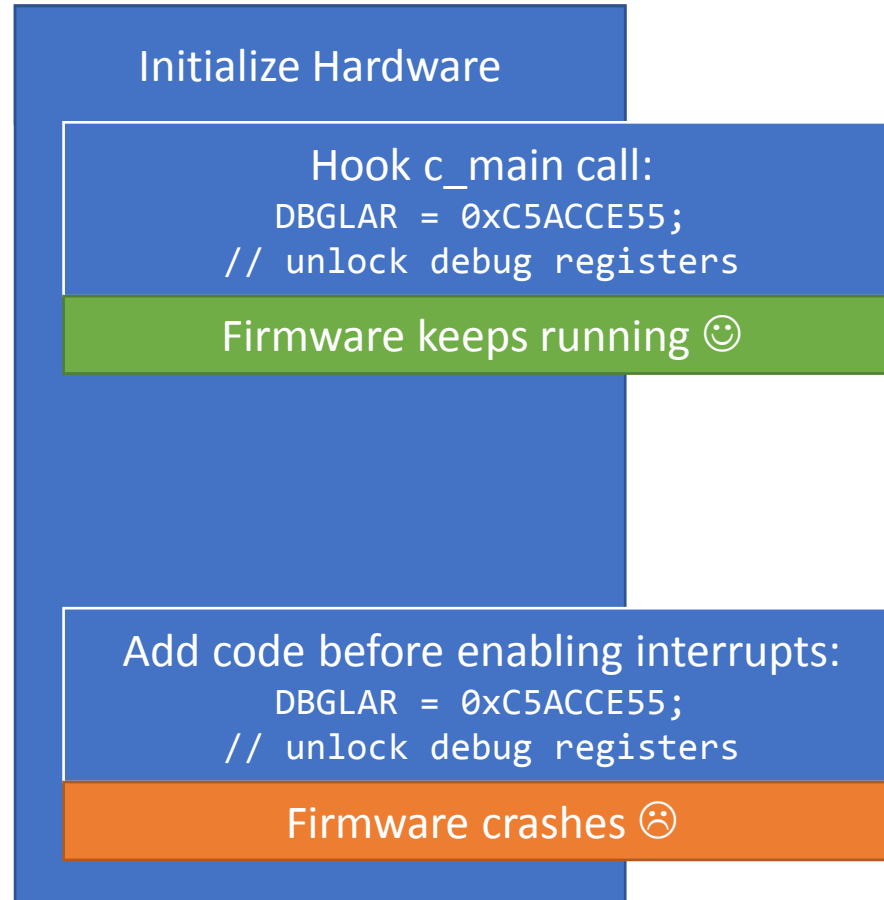 Initialize Hardware
Hook c_main call:
DBGLAR = 0xC5ACCE55;
// unlock debug registers
Firmware keeps running ☺
Add code before enabling interrupts:
DBGLAR = 0xC5ACCE55;
// unlock debug registers
Firmware crashes ☹